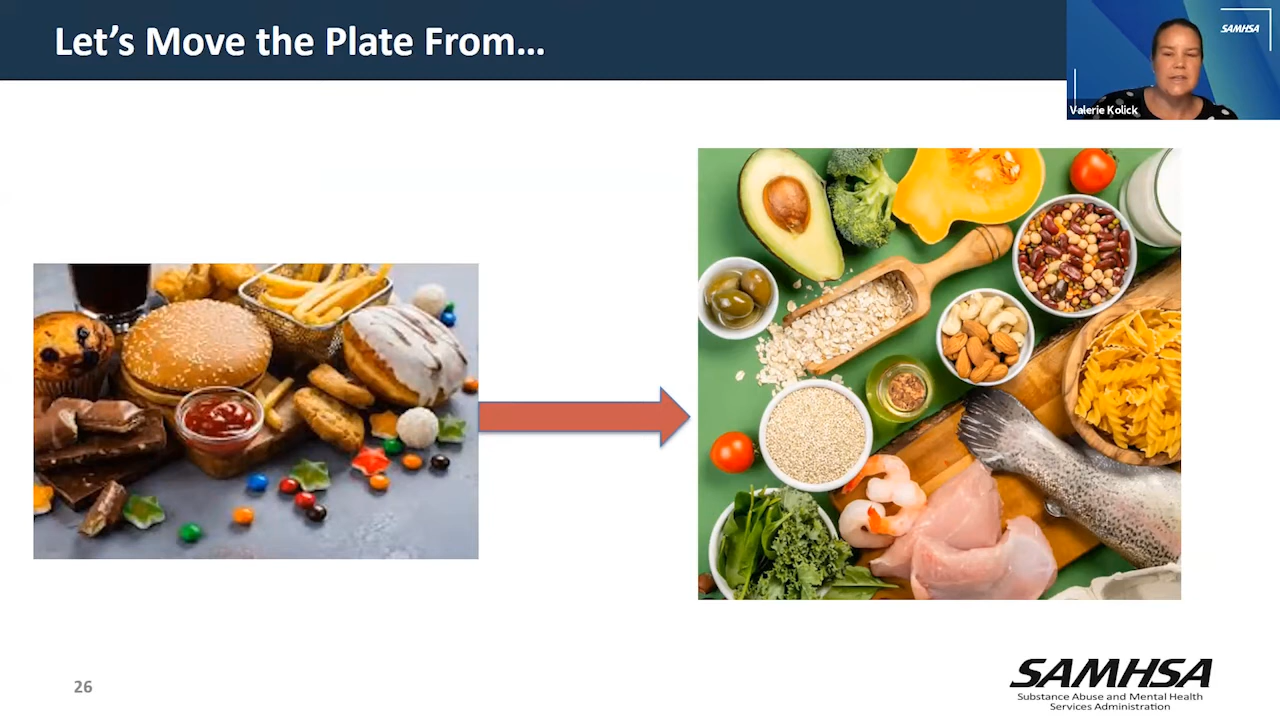 Let's Move the Plate From...
SAMHSA
Valerie Kolick
26
SAMHSA
Substance Abuse and Mental Health
Services Administration